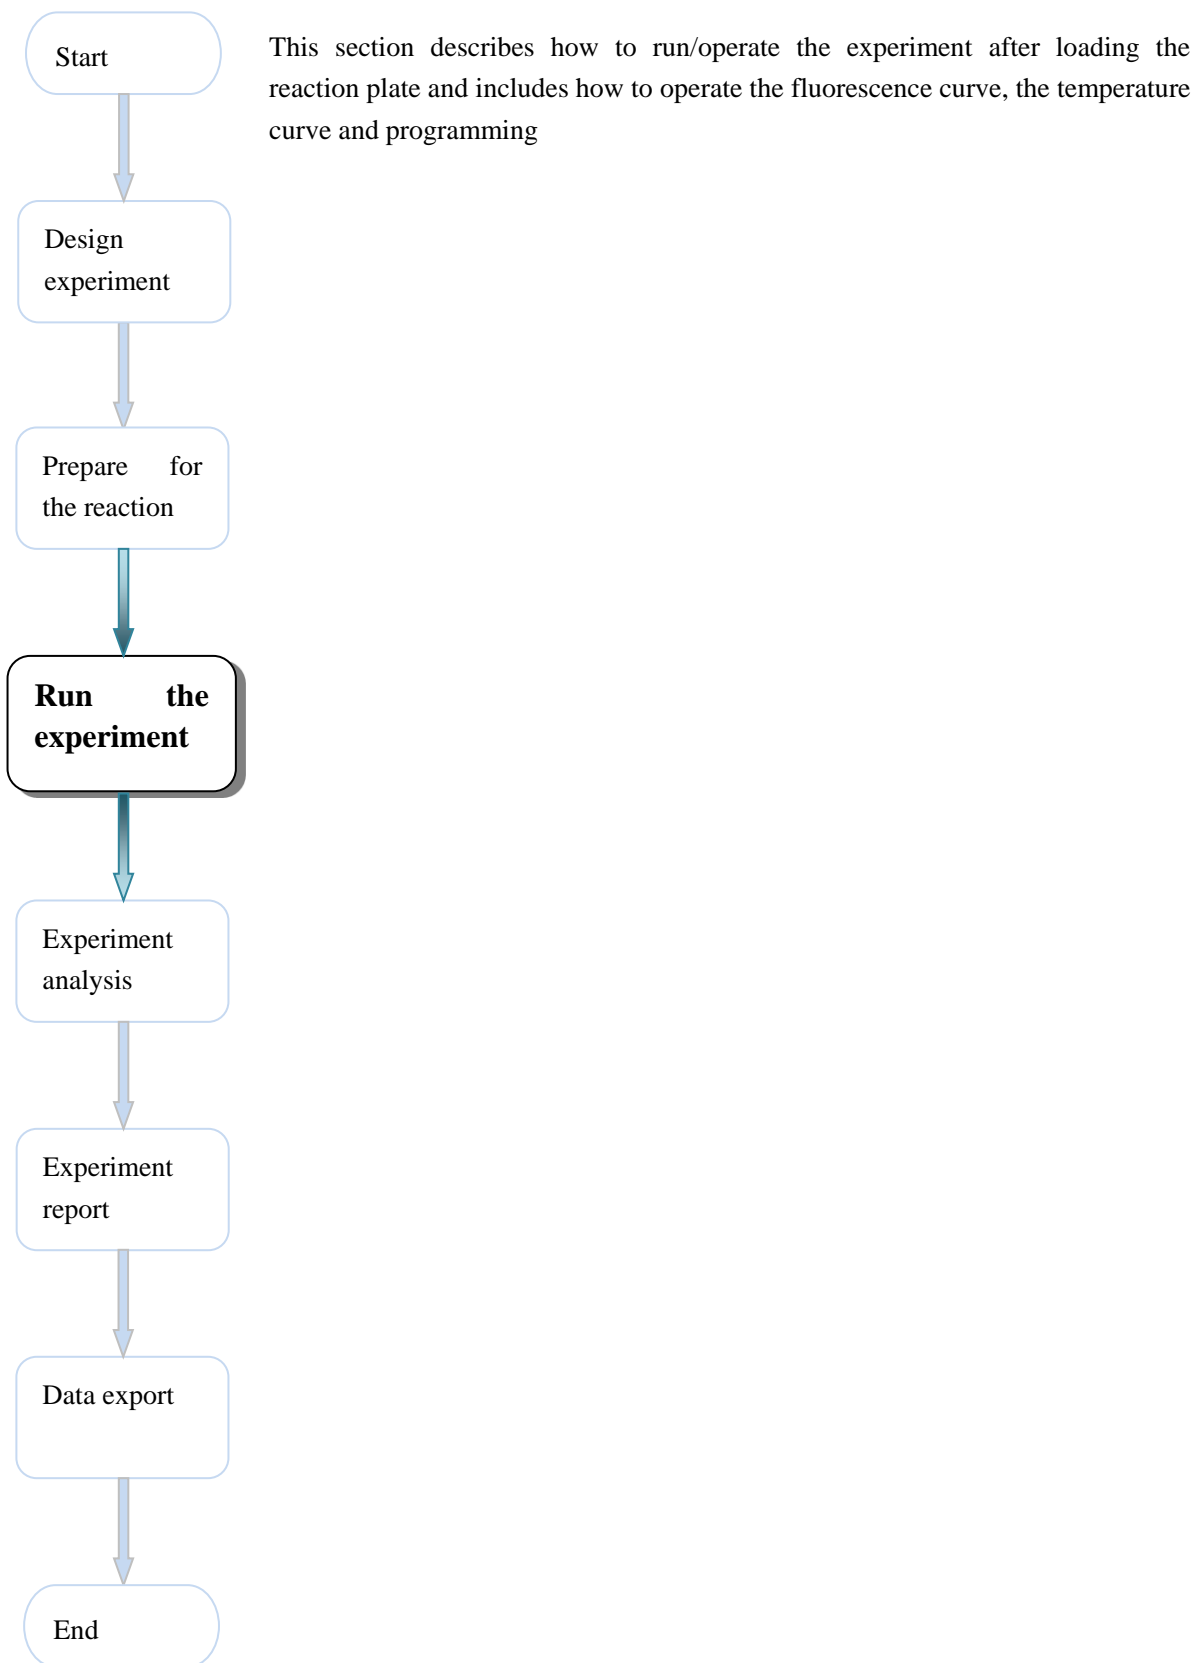 Start
This section describes how to run/operate the experiment after loading the
reaction plate and includes how to operate the fluorescence curve, the temperature
curve and programming
Design
experiment
Prepare for
the reaction
Run the
experiment
Experiment
analysis
Experiment
report
Data export
End